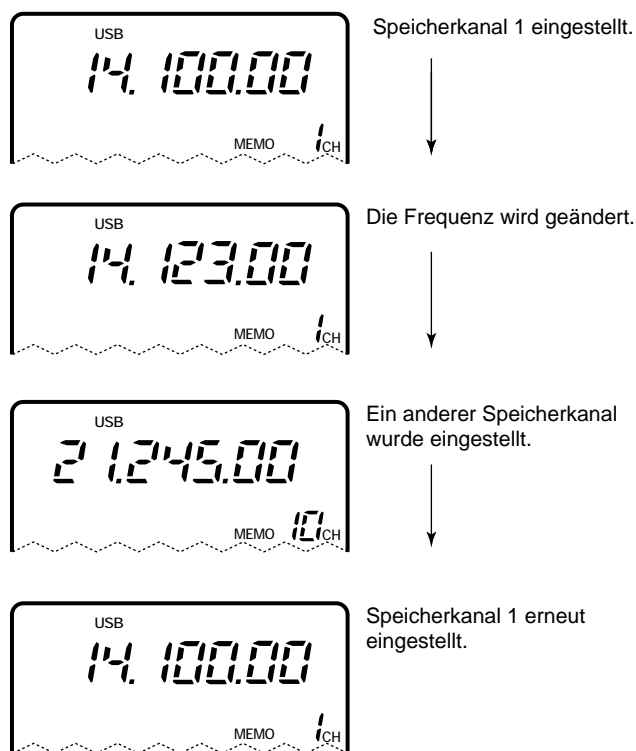 USB
Speicherkanal 1 eingestellt.
14.100.00
MEMO 1CH
USB
Die Frequenz wird geändert.
14.123.00
MEMO 1CH
USB
Ein anderer Speicherkanal
wurde eingestellt.
21.245.00
MEMO 10CH
USB
Speicherkanal 1 erneut
eingestellt.
14.100.00
MEMO 1CH